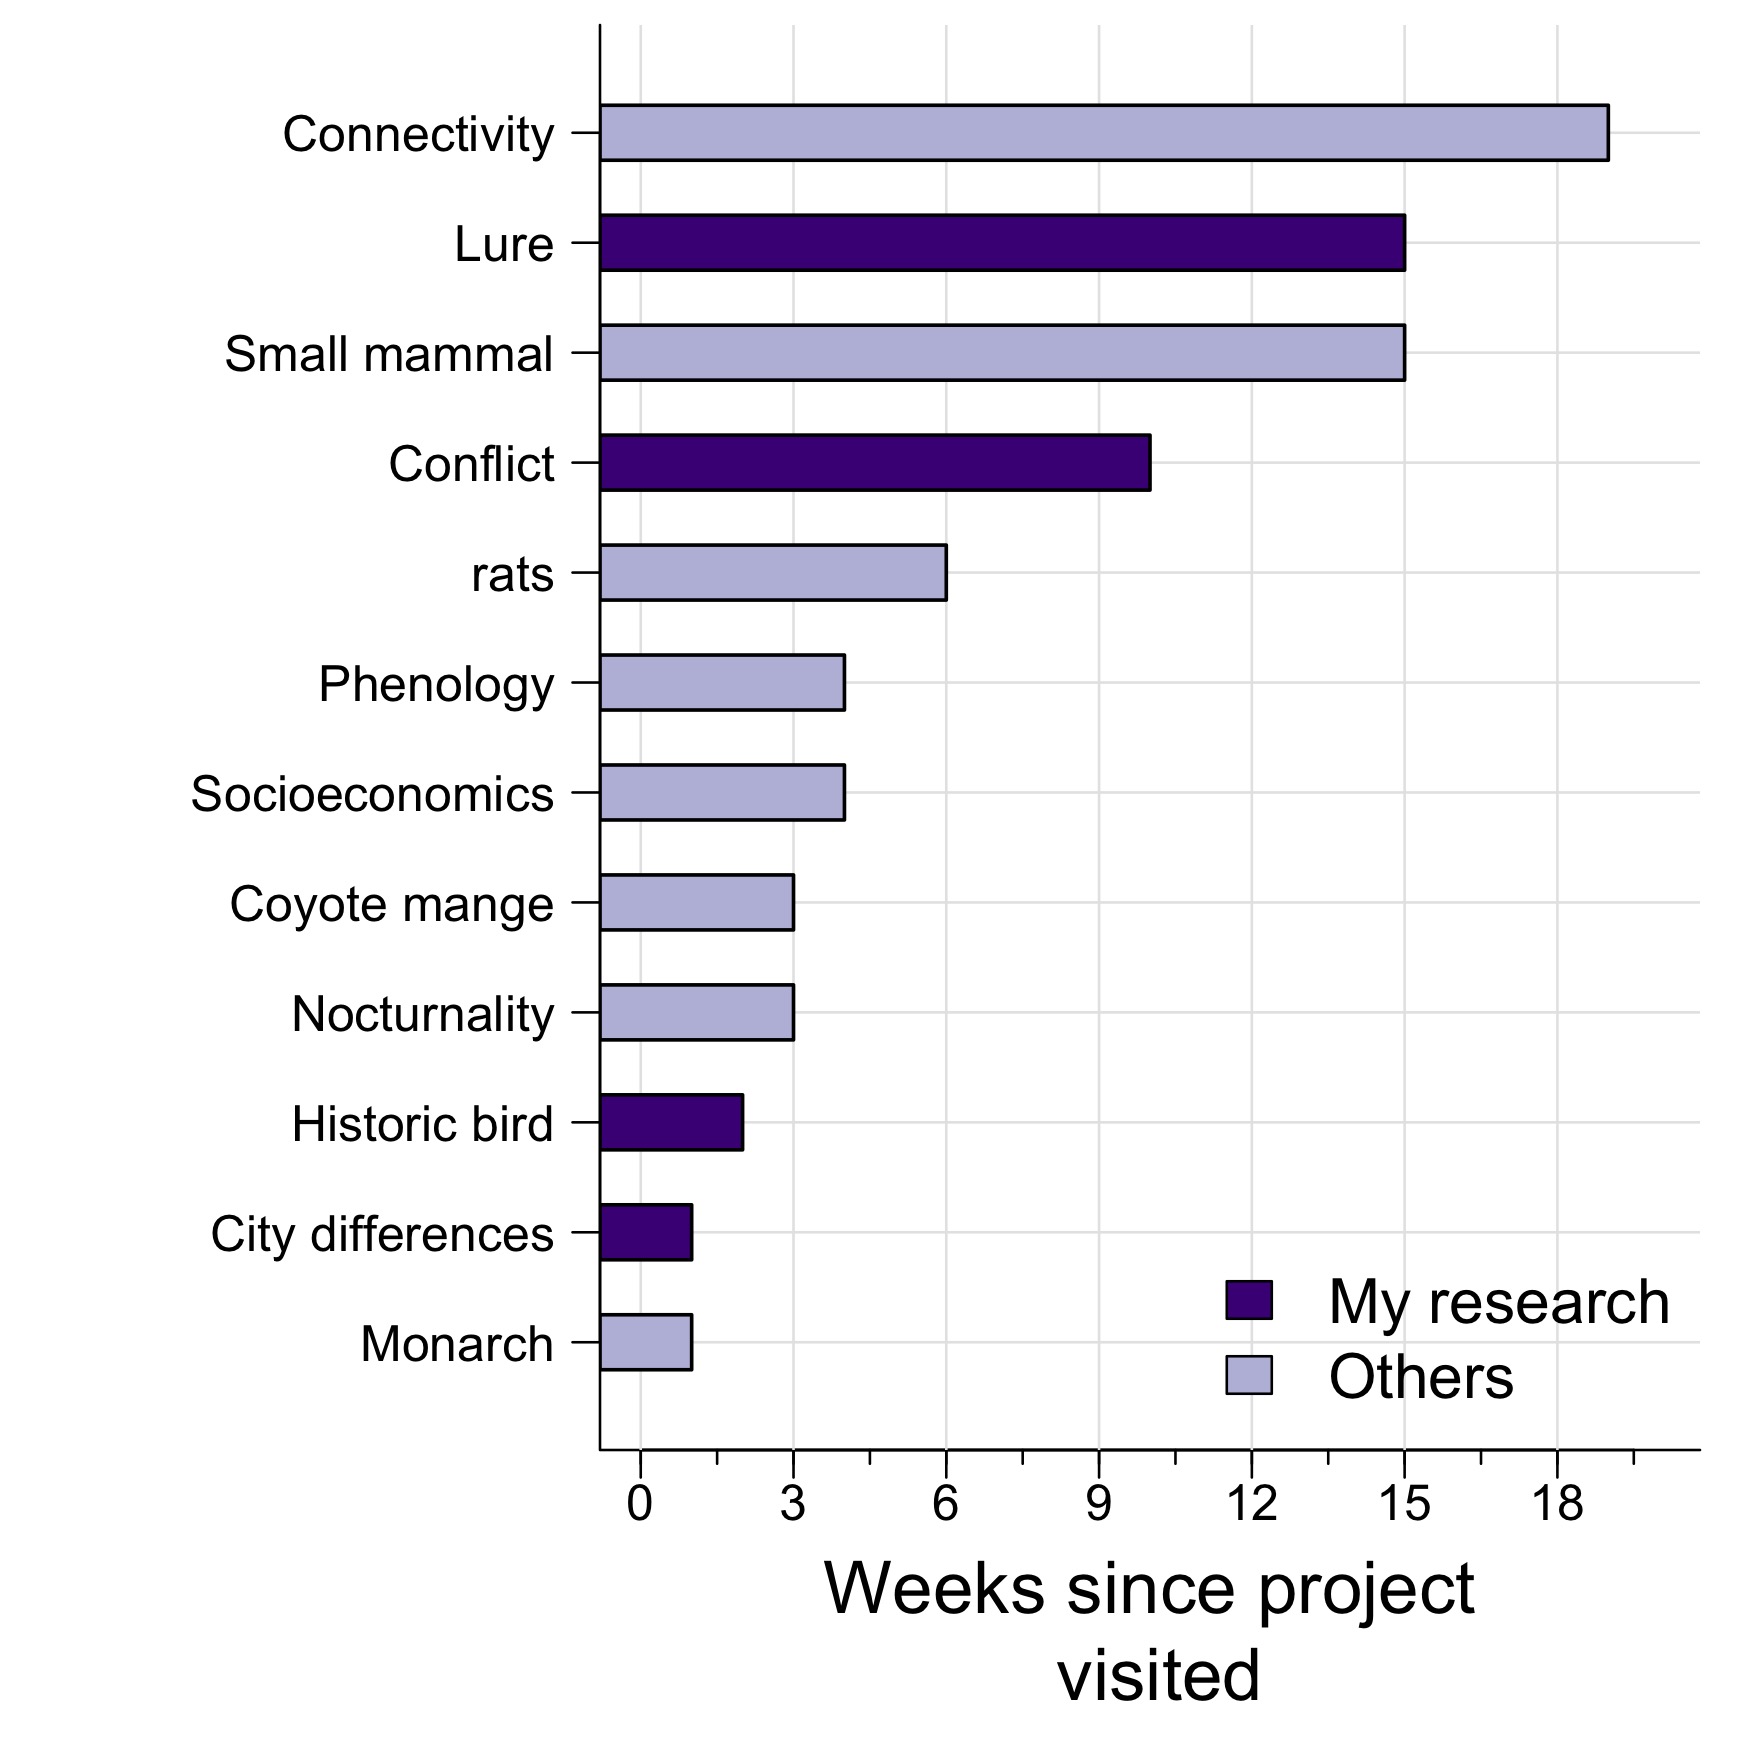 Connectivity
Lure
Small mammal
Conflict
rats
Phenology
Socioeconomics
Coyote mange
Nocturnality
Historic bird
City differences
Monarch
My research
Others
0 3 6 9 12 15 18
Weeks since project
visited